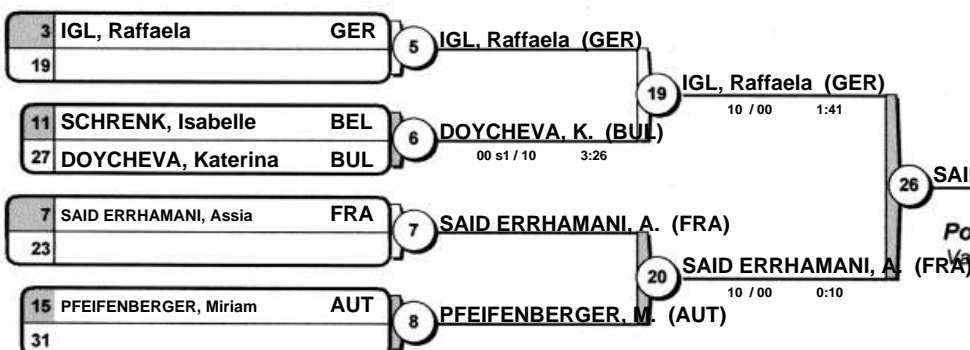 3 IGL, Raffaela GER
19
5 IGL, Raffaela (GER)
19 IGL, Raffaela (GER)
10 / 00 1:41
11 SCHRENK, Isabelle BEL
27 DOYCHEVA, Katerina BUL
6 DOYCHEVA, K. (BUL)
00 s1 / 10 3:26
26 SAI
7 SAID ERRHAMANI, Assia FRA
23
7 SAID ERRHAMANI, A. (FRA)
Po
Va
20 SAID ERRHAMANI, A. (FRA)
10 / 00 0:10
15 PFEIFENBERGER, Miriam AUT
31
8 PFEIFENBERGER, M. (AUT)